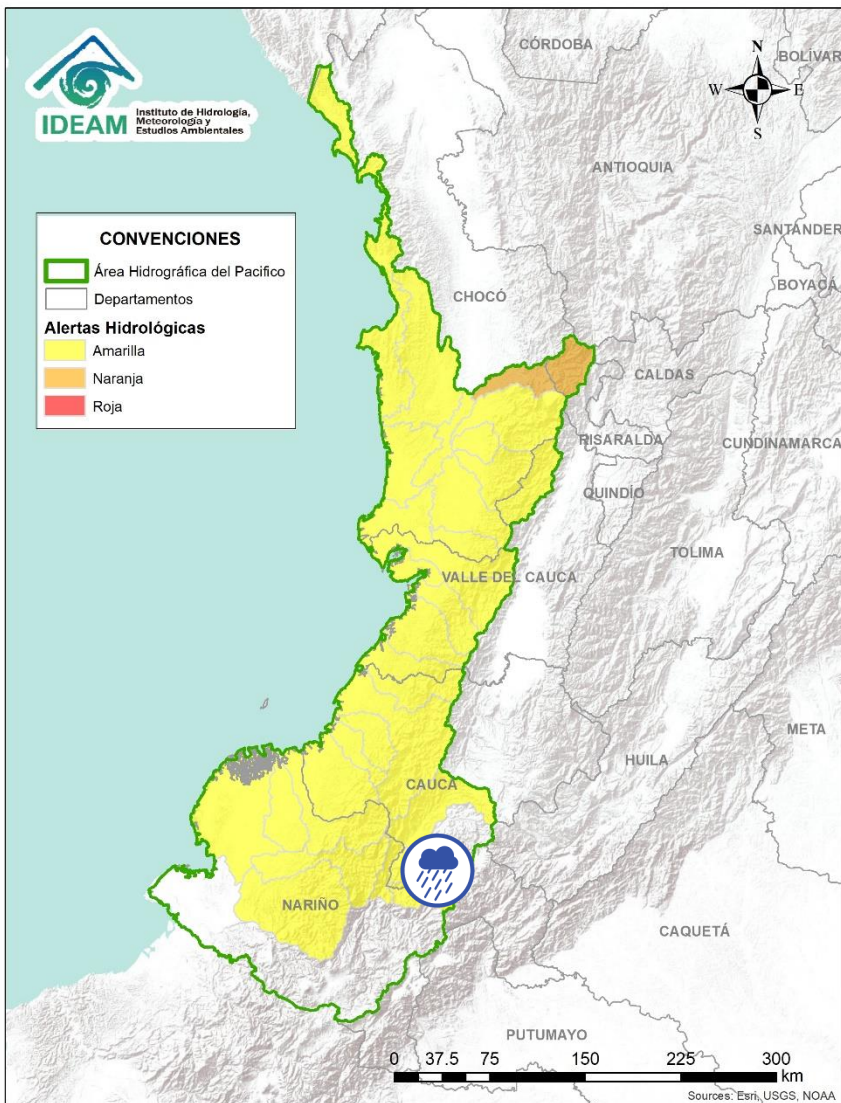 IDEAM
Instituto de Hidrología,
Meteorología y
Estudios Ambientales
CÓRDOBA
BOLÍVAR
N
W
E
S
ANTIOQUIA
SANTANDER
BOYACÁ
CONVENCIONES
Área Hidrográfica del Pacifico
Departamentos
Alertas Hidrológicas
Amarilla
Naranja
Roja
CHOCÓ
CALDAS
RISARALDA
CUNDINAMARCA
QUINDÍO
TOLIMA
VALLE DEL CAUCA
META
HUILA
CAUCA
NARIÑO
CAQUETÁ
PUTUMAYO
0 37.5 75 150 225 300
km
Sources: Esri, USGS, NOAA